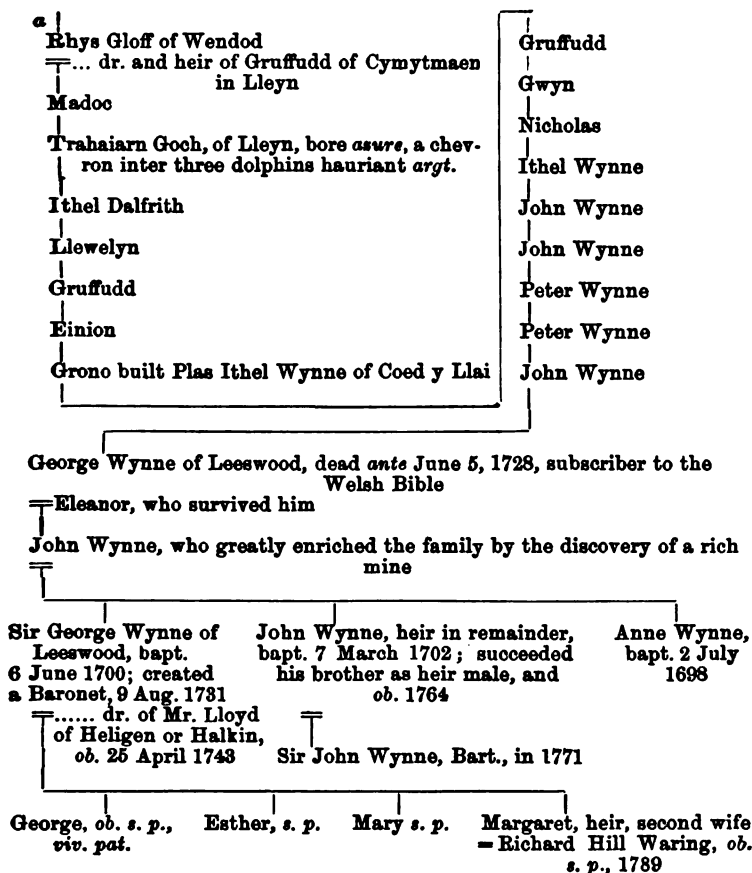 a
Rhys Gloff of Wendod
=... dr. and heir of Gruffudd of Cymytmaen
in Lleyn
Madoc
Trahaiarn Goch, of Lleyn, bore azure, a chev-
ron inter three dolphins hauriant argt.
Ithel Dalfrith
Llewelyn
Gruffudd
Einion
Grono built Plas Ithel Wynne of Coed y Llai
Gruffudd
Gwyn
Nicholas
Ithel Wynne
John Wynne
John Wynne
Peter Wynne
Peter Wynne
John Wynne
George Wynne of Leeswood, dead ante June 5, 1728, subscriber to the
Welsh Bible
=Eleanor, who survived him
John Wynne, who greatly enriched the family by the discovery of a rich
mine
=
Sir George Wynne of
Leeswood, bapt.
6 June 1700; created
a Baronet, 9 Aug. 1731
=...... dr. of Mr. Lloyd
of Heligen or Halkin,
ob. 25 April 1743
John Wynne, heir in remainder,
bapt. 7 March 1702; succeeded
his brother as heir male, and
ob. 1764
=
Sir John Wynne, Bart., in 1771
Anne Wynne,
bapt. 2 July
1698
George, ob. s. p.,
viv. pat.
Esther, s. p.
Mary s. p.
Margaret, heir, second wife
= Richard Hill Waring, ob.
s. p., 1789